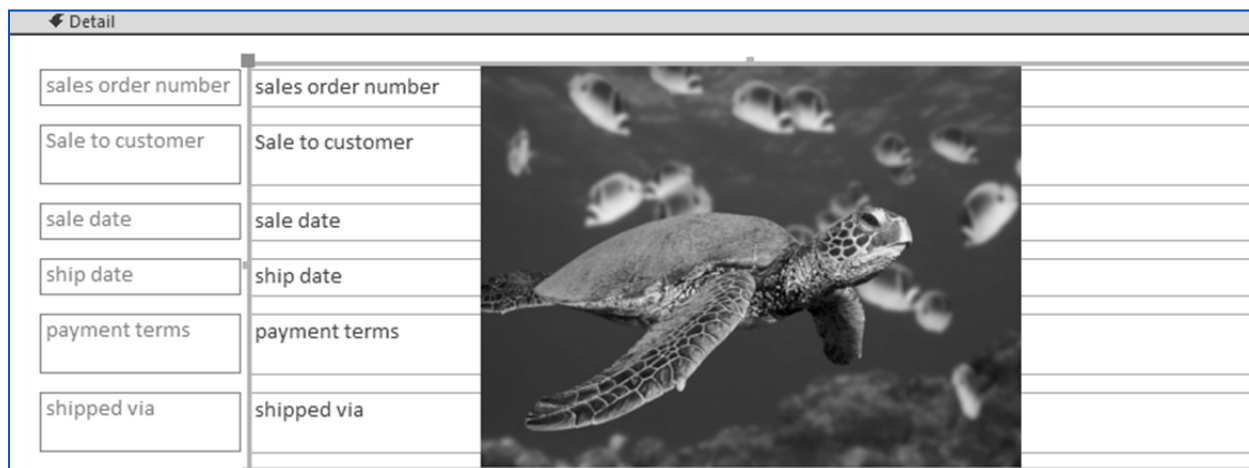 Detail
sales order number sales order number
Sale to customer Sale to customer
sale date sale date
ship date ship date
payment terms payment terms
shipped via shipped via